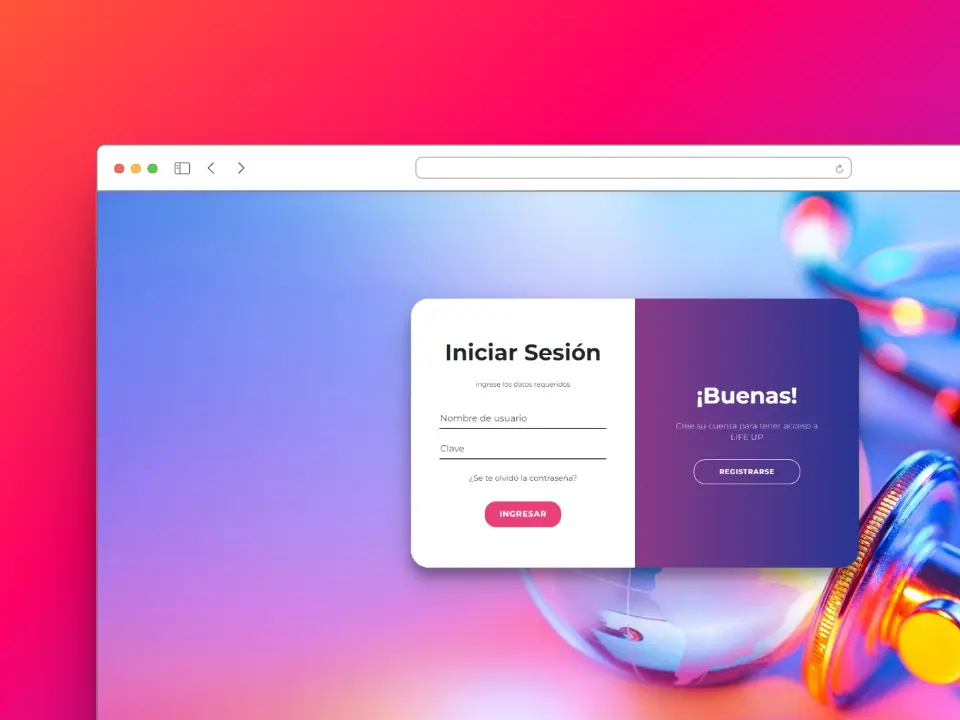 Iniciar Sesión
ingrese los datos requeridos
Nombre de usuario
Clave
¿Se te olvidó la contraseña?
INGRESAR
¡Buenas!
Cree su cuenta para tener acceso a
LIFE UP
REGISTRARSE